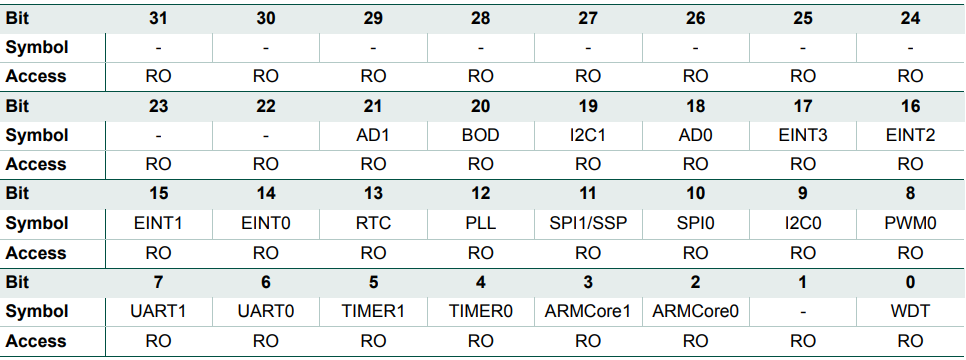 Bit 31 30 29 28 27 26 25 24
Symbol - - - - - - - -
Access RO RO RO RO RO RO RO RO
Bit 23 22 21 20 19 18 17 16
Symbol - - AD1 BOD I2C1 AD0 EINT3 EINT2
Access RO RO RO RO RO RO RO RO
Bit 15 14 13 12 11 10 9 8
Symbol EINT1 EINT0 RTC PLL SPI1/SSP SPI0 I2C0 PWM0
Access RO RO RO RO RO RO RO RO
Bit 7 6 5 4 3 2 1 0
Symbol UART1 UART0 TIMER1 TIMER0 ARMCore1 ARMCore0 - WDT
Access RO RO RO RO RO RO RO RO